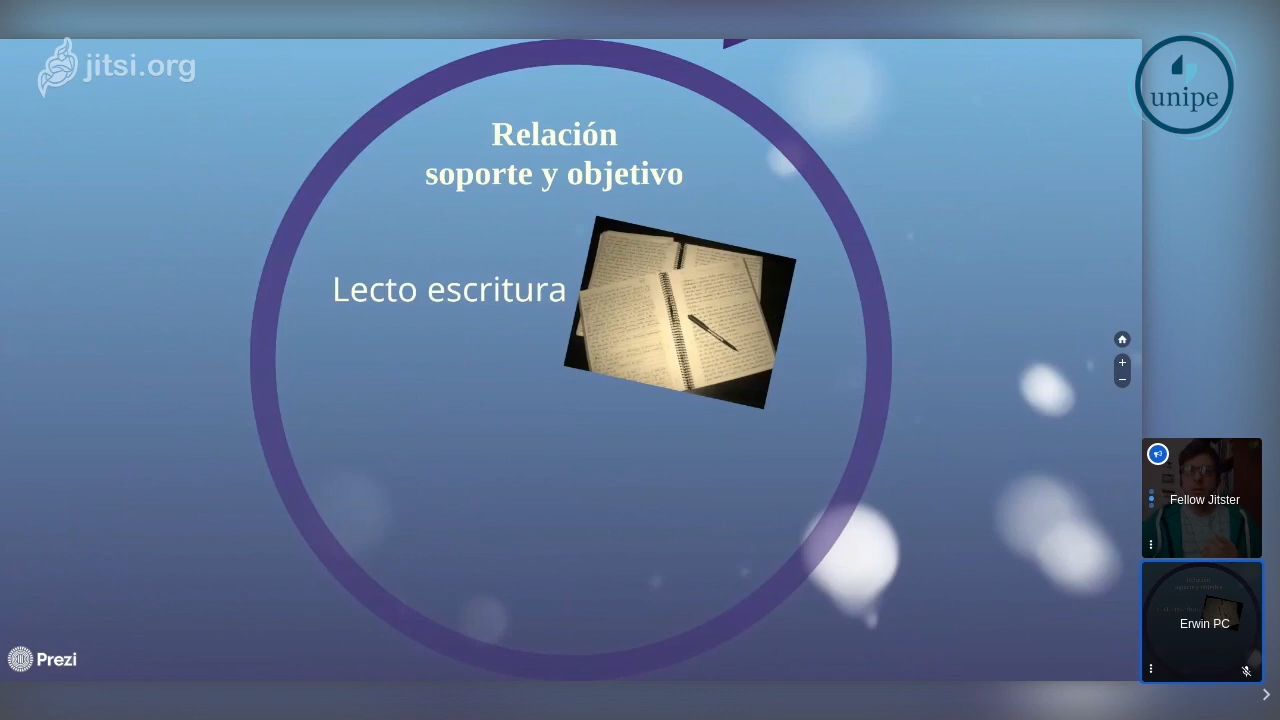 jitsi.org
unipe
Relación
soporte y objetivo
Lecto escritura
Fellow Jitster
Erwin PC
Prezi